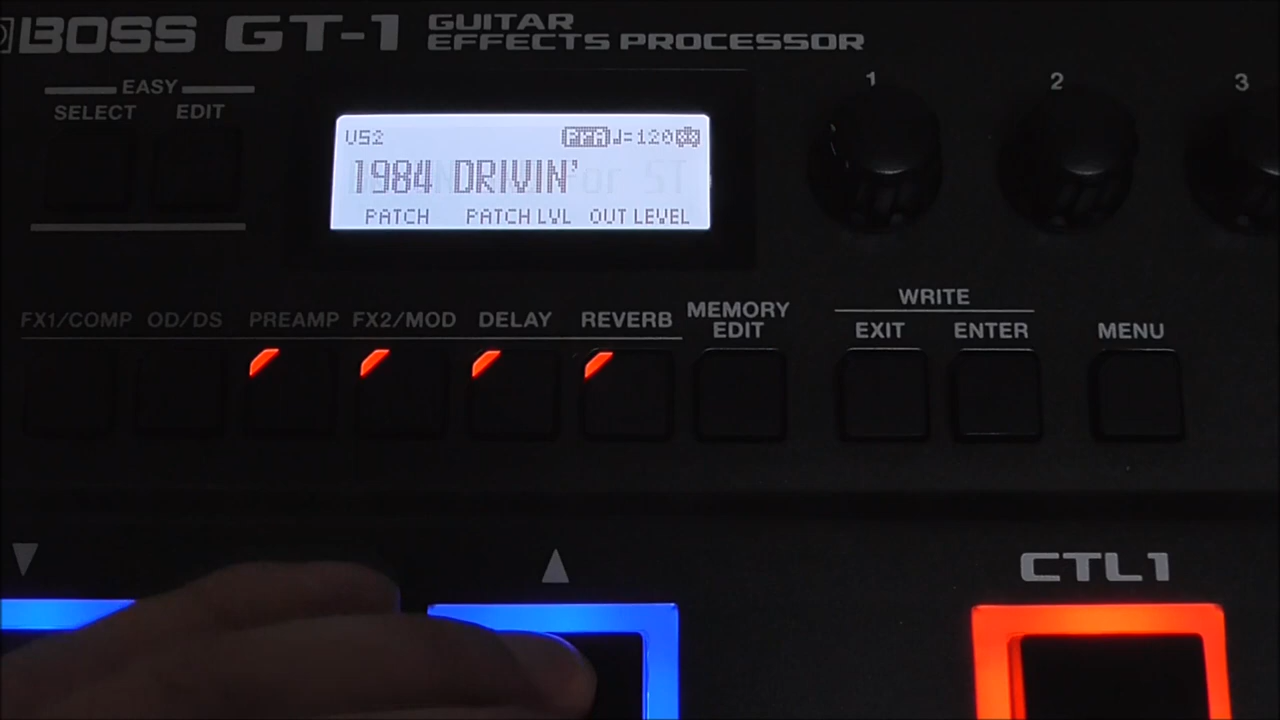 BOSS GT-1 GUITAR
EFFECTS PROCESSOR
EASY
SELECT EDIT
1 2 3
U52 ♩=120
1984 DRIVIN'
PATCH PATCH LVL OUT LEVEL
FX1/COMP OD/DS PREAMP FX2/MOD DELAY REVERB
MEMORY
EDIT
WRITE
EXIT ENTER
MENU
CTL1